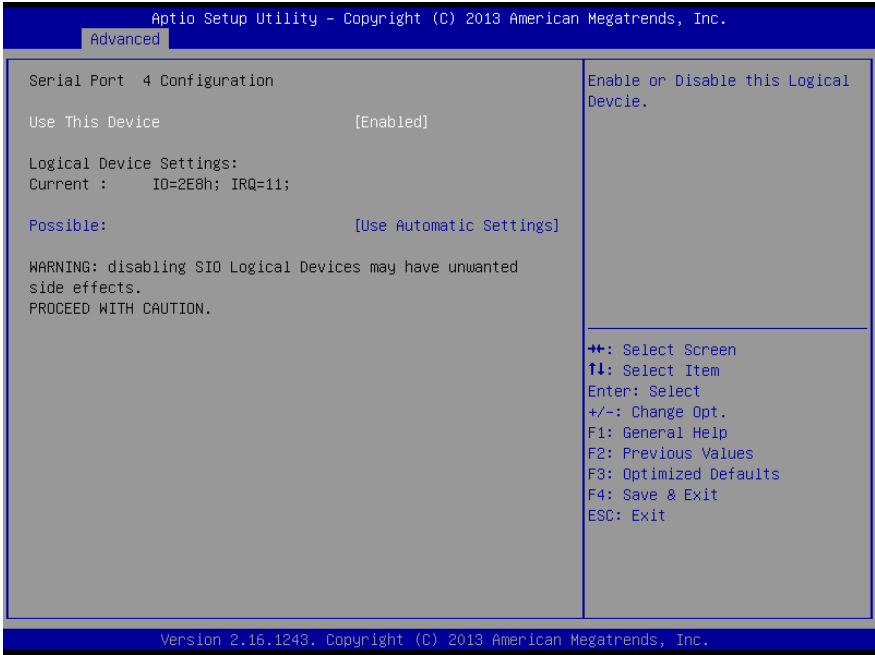 Aptio Setup Utility – Copyright (C) 2013 American Megatrends, Inc.
Advanced
Serial Port 4 Configuration
Use This Device [Enabled]
Logical Device Settings:
Current : IO=2E8h; IRQ=11;
Possible: [Use Automatic Settings]
WARNING: disabling SIO Logical Devices may have unwanted
side effects.
PROCEED WITH CAUTION.
Enable or Disable this Logical
Devcie.
→←: Select Screen
↑↓: Select Item
Enter: Select
+/-: Change Opt.
F1: General Help
F2: Previous Values
F3: Optimized Defaults
F4: Save & Exit
ESC: Exit
Version 2.16.1243. Copyright (C) 2013 American Megatrends, Inc.